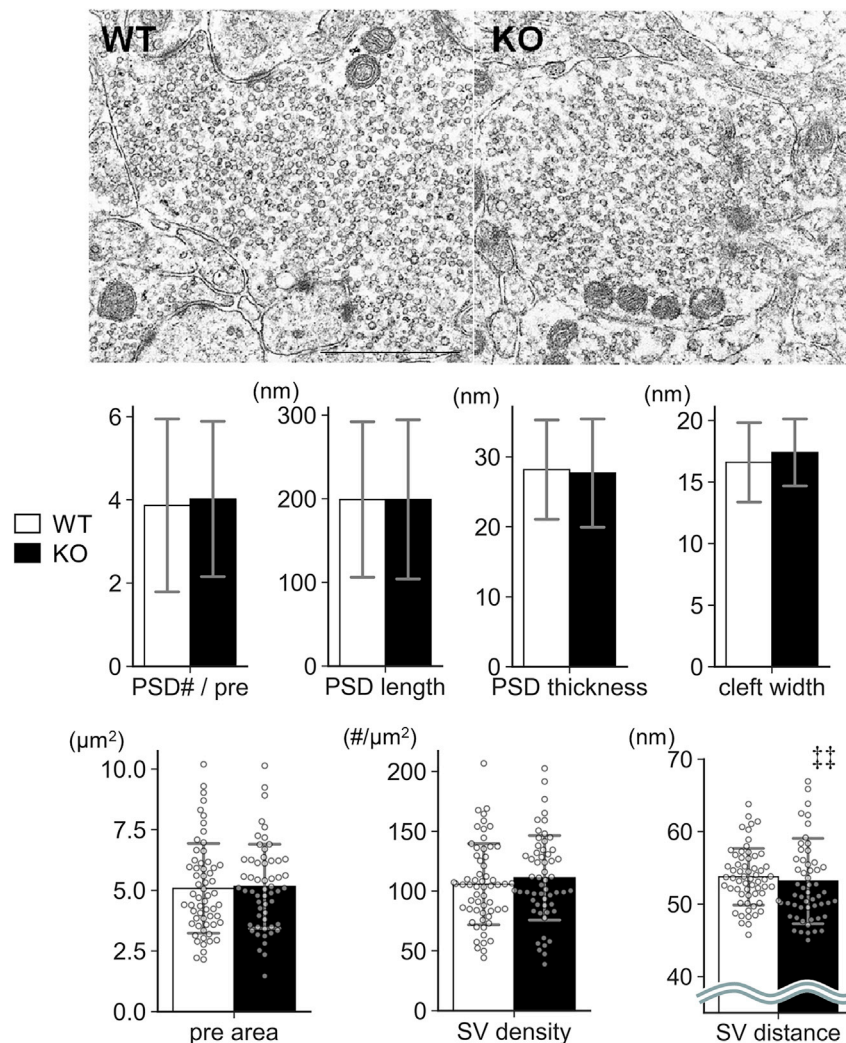 WT
KO
WT
KO
6
4
2
0
PSD# / pre
(nm)
300
200
100
0
PSD length
(nm)
30
20
10
0
PSD thickness
(nm)
20
15
10
5
0
cleft width
(μm²)
10.0
7.5
5.0
2.5
0.0
pre area
(#/μm²)
200
150
100
50
0
SV density
(nm)
70
60
50
40
‡‡
‡‡
SV distance